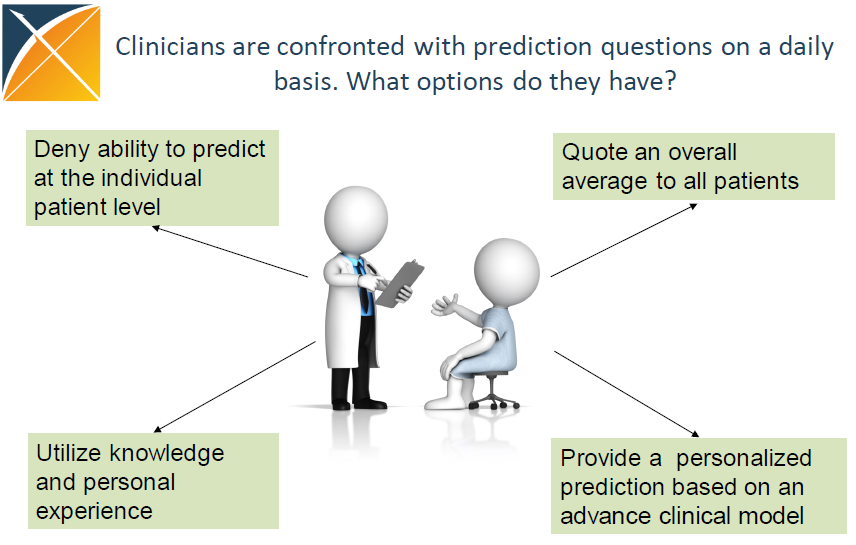 Clinicians are confronted with prediction questions on a daily
basis. What options do they have?
Deny ability to predict
at the individual
patient level
Quote an overall
average to all patients
Utilize knowledge
and personal
experience
Provide a  personalized
prediction based on an
advance clinical model